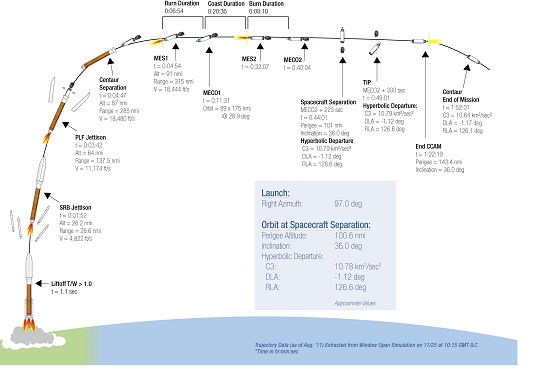 Burn Duration
0:06:54
Coast Duration
0:20:36
Burn Duration
0:08:10
Centaur
Separation
t = 0:04:47
Alt = 87 nmi
Range = 285 nmi
V = 18,480 ft/s
MES1
t = 0:04:54
Alt = 91 nmi
Range = 315 nmi
V = 18,444 ft/s
MECO1
t = 0:11:31
Orbit = 89 x 175 nmi
@ 28.9 deg
MES2
t = 0:32:07
MECO2
t = 0:40:04
Spacecraft Separation
MECO2 + 223 sec
t = 0:44:01
Perigee = 101 nmi
Inclination = 36.0 deg
Hyperbolic Departure
C3 = 10.79 km²/sec²
DLA = -1.12 deg
RLA = 126.6 deg
TIP
MECO2 + 300 sec
t = 0:49:01
Hyperbolic Departure:
C3 = 10.79 km²/sec²
DLA = -1.12 deg
RLA = 126.6 deg
End CCAM
t = 1:22:19
Perigee = 143.4 nmi
Inclination = 36.0 deg
Centaur
End of Mission
t = 1:52:01
C3 = 10.64 km²/sec²
DLA = -1.17 deg
RLA = 126.1 deg
PLF Jettison
t = 0:03:42
Alt = 64 nmi
Range = 137.5 nmi
V = 11,174 ft/s
SRB Jettison
t = 0:01:52
Alt = 26.2 nmi
Range = 26.6 nmi
V = 4,822 ft/s
Liftoff T/W > 1.0
t = 1.1 sec
Launch:
Flight Azimuth: 97.0 deg
Orbit at Spacecraft Separation:
Perigee Altitude: 100.6 nmi
Inclination: 36.0 deg
Hyperbolic Departure:
C3: 10.78 km²/sec²
DLA: -1.12 deg
RLA: 126.6 deg
Approximate Values
Trajectory Data (as of Aug. '11) Extracted from Window Open Simulation on 11/25 at 10:15 GMT ILC
*Time in hr:min:sec